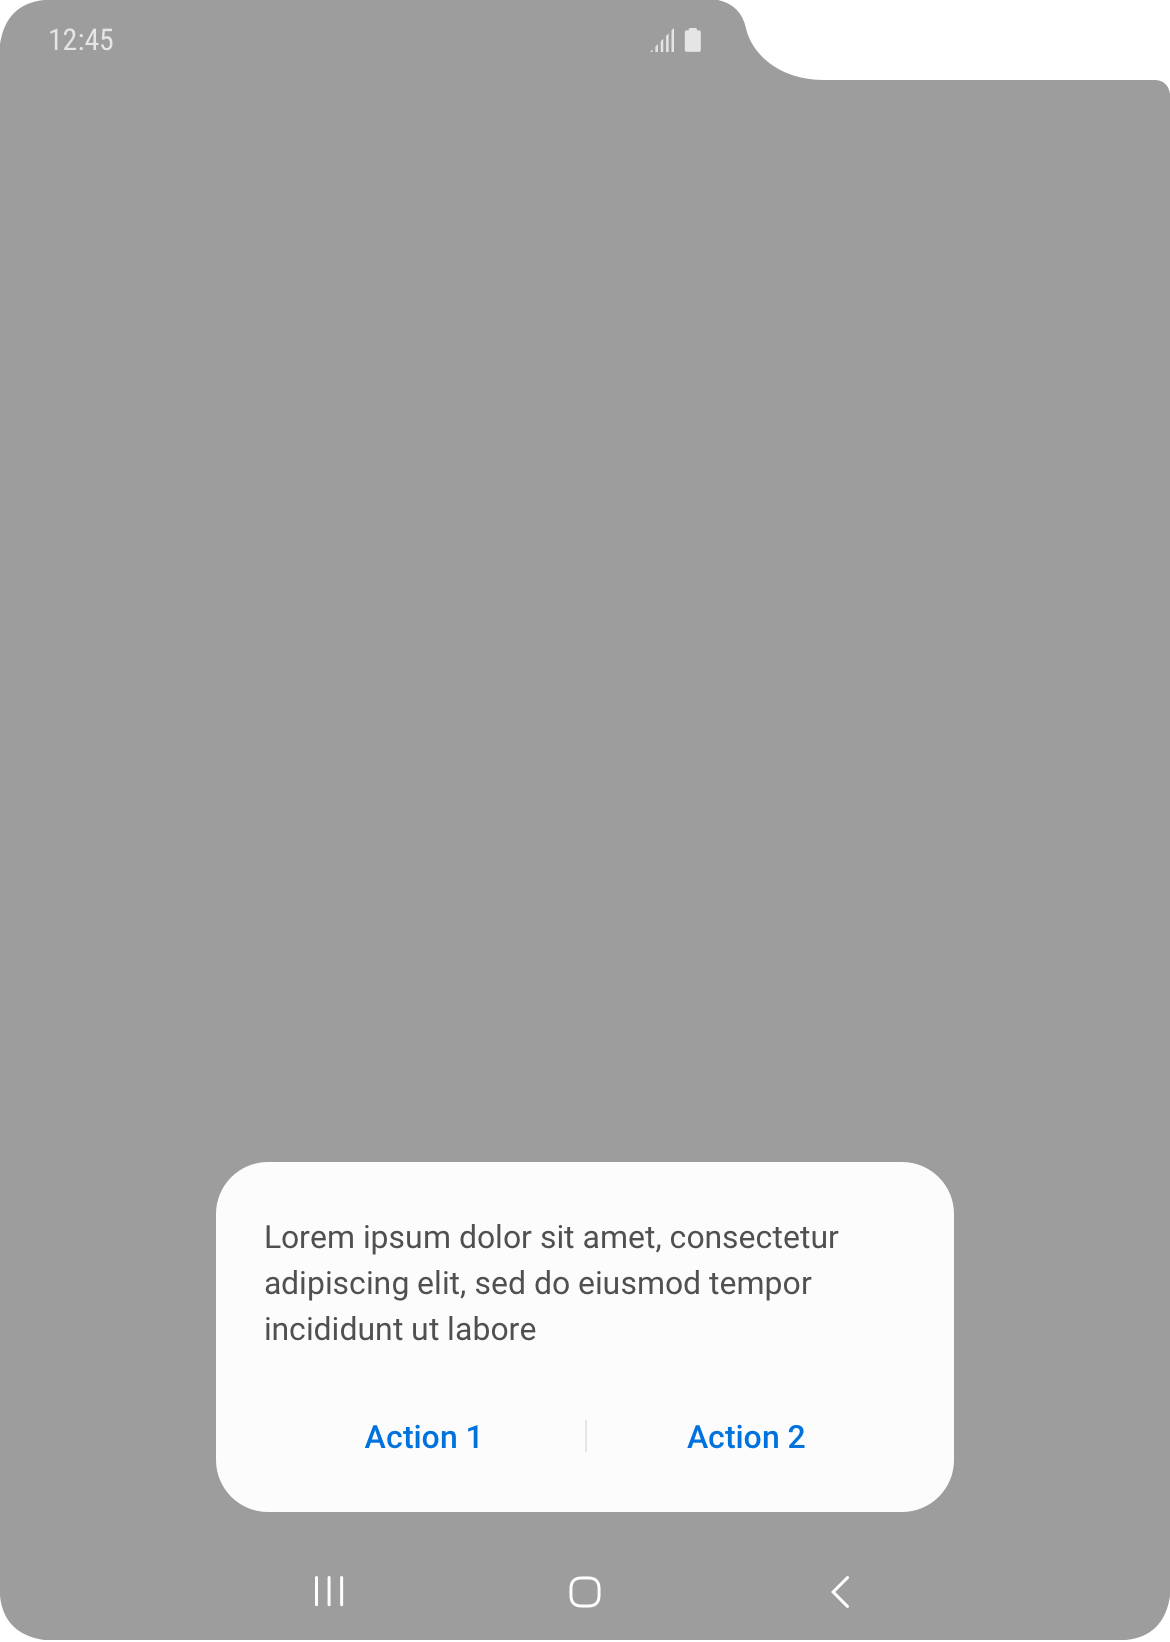 12:45
Lorem ipsum dolor sit amet, consectetur
adipiscing elit, sed do eiusmod tempor
incididunt ut labore
Action 1
Action 2